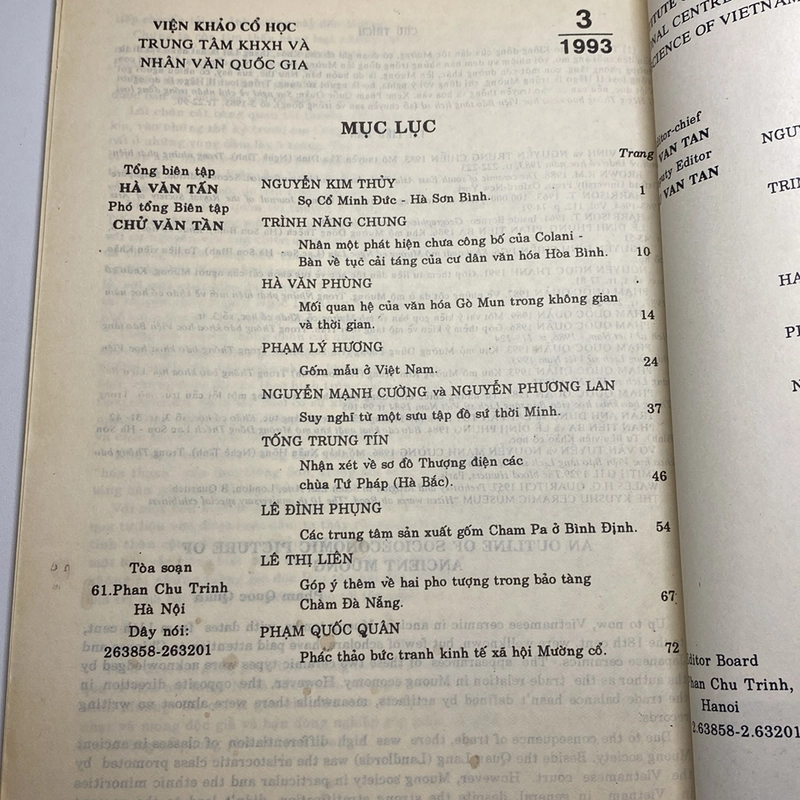 VIỆN KHẢO CỔ HỌC
TRUNG TÂM KHXH VÀ
NHÂN VĂN QUỐC GIA
3
1993
MỤC LỤC
Trang
Tổng biên tập
HÀ VĂN TẤN
Phó tổng Biên tập
CHỬ VĂN TẦN
NGUYỄN KIM THỦY
Sọ Cổ Minh Đức - Hà Sơn Bình. 1
TRÌNH NĂNG CHUNG
Nhân một phát hiện chưa công bố của Colani -
Bàn về tục cải táng của cư dân văn hóa Hòa Bình. 10
HÀ VĂN PHÙNG
Mối quan hệ của văn hóa Gò Mun trong không gian
và thời gian. 14
PHẠM LÝ HƯƠNG
Gốm mẫu ở Việt Nam. 24
NGUYỄN MẠNH CƯỜNG và NGUYỄN PHƯƠNG LAN
Suy nghĩ từ một sưu tập đồ sứ thời Minh. 37
TỐNG TRUNG TÍN
Nhận xét về sơ đồ Thượng điện các
chùa Tứ Pháp (Hà Bắc). 46
LÊ ĐÌNH PHỤNG
Các trung tâm sản xuất gốm Cham Pa ở Bình Định. 54
LÊ THỊ LIÊN
Góp ý thêm về hai pho tượng trong bảo tàng
Chàm Đà Nẵng. 67
PHẠM QUỐC QUÂN
Phác thảo bức tranh kinh tế xã hội Mường cổ. 72
Tòa soạn
61.Phan Chu Trinh
Hà Nội
Dây nói:
263858-263201
SCIENCE OF VIETNAM
VAN TAN
Editor
VAN TAN
Editor Board
Phan Chu Trinh,
Hanoi
2.63858-2.63201